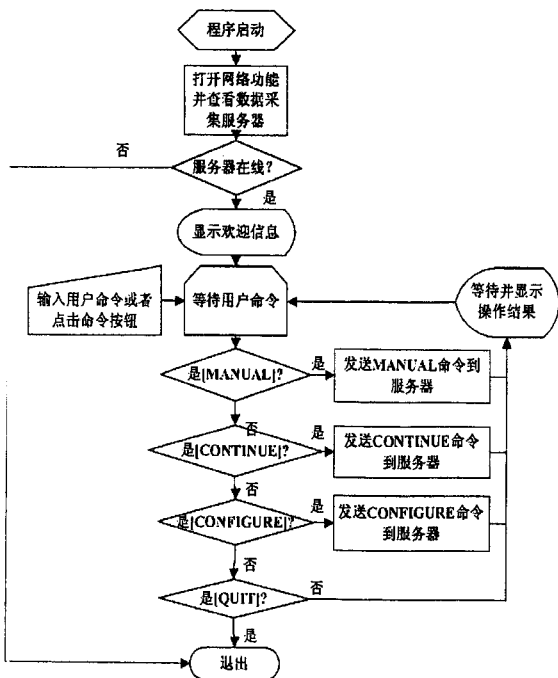 程序启动
打开网络功能
并查看数据采
集服务器
否
服务器在线?
是
显示欢迎信息
输入用户命令或者
点击命令按钮
等待用户命令
等待并显示
操作结果
是[MANUAL]?
是
发送MANUAL命令到
服务器
否
是[CONTINUE]?
是
发送CONTINUE命令
到服务器
否
是[CONFIGURE]?
是
发送CONFIGURE命令
到服务器
否
是[QUIT]?
否
是
退出